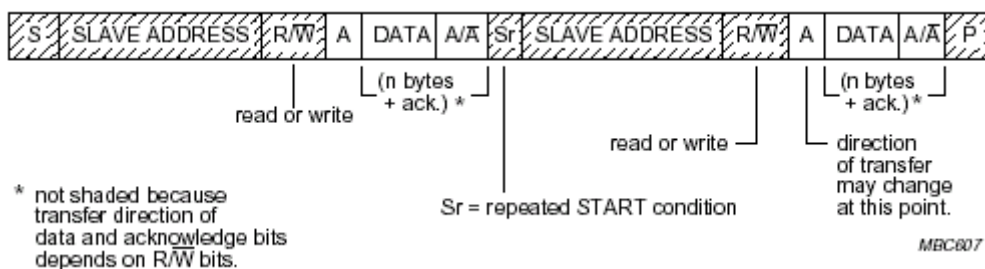 S SLAVE ADDRESS R/W̅ A DATA A/A̅ Sr SLAVE ADDRESS R/W̅ A DATA A/A̅ P
(n bytes
+ ack.) *
read or write
(n bytes
+ ack.) *
read or write
direction
of transfer
may change
at this point.
Sr = repeated START condition
* not shaded because
transfer direction of
data and acknowledge bits
depends on R/W̅ bits.
MBC607